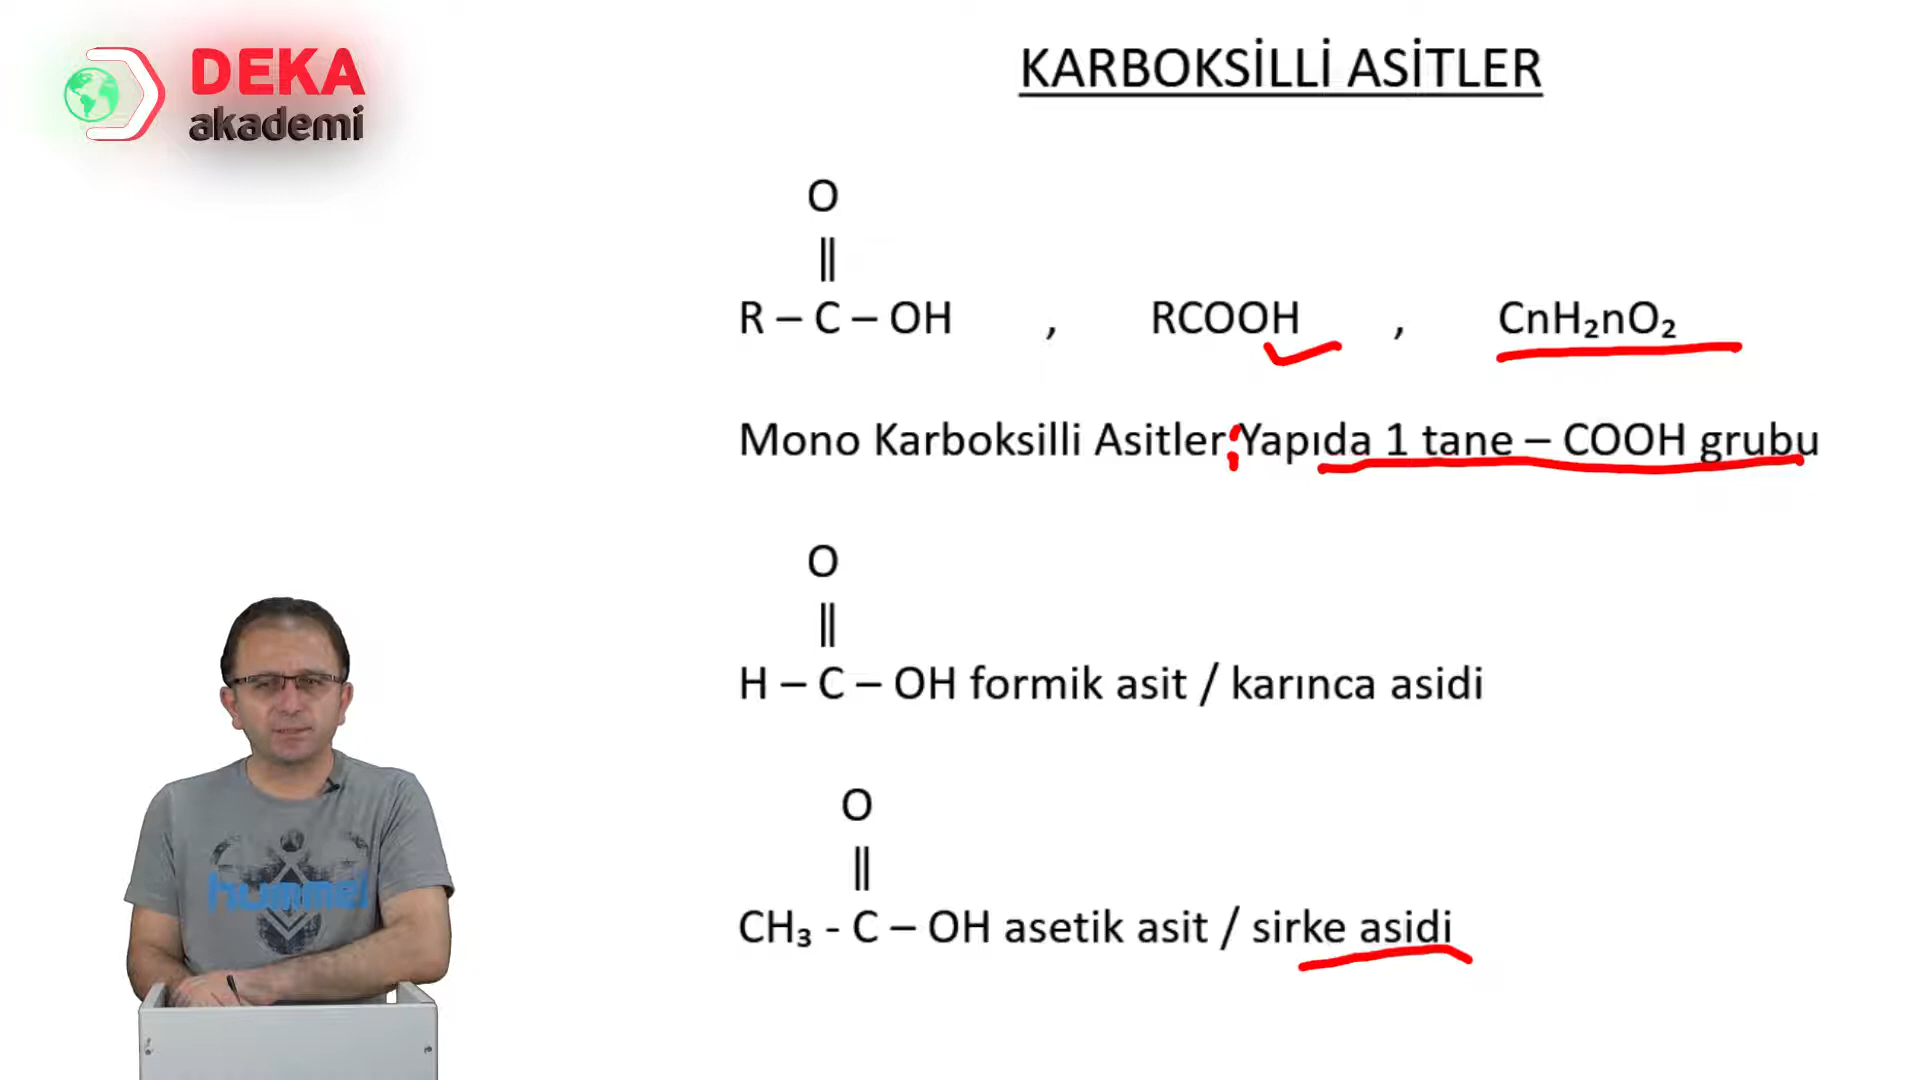 DEKA
akademi
KARBOKSİLLİ ASİTLER
O
||
R – C – OH , RCOOH , CnH₂nO₂
Mono Karboksilli Asitler : Yapıda 1 tane – COOH grubu
O
||
H – C – OH formik asit / karınca asidi
O
||
CH₃ - C – OH asetik asit / sirke asidi
hummel